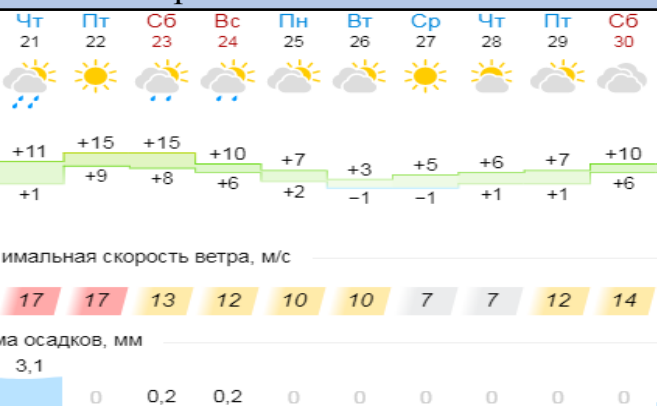 Чт Пт Сб Вс Пн Вт Ср Чт Пт Сб
21 22 23 24 25 26 27 28 29 30
+11 +15 +15 +10 +7 +3 +5 +6 +7 +10
+1 +9 +8 +6 +2 −1 −1 +1 +1 +6
имальная скорость ветра, м/с
17 17 13 12 10 10 7 7 12 14
ма осадков, мм
3,1 0 0,2 0,2 0 0 0 0 0 0